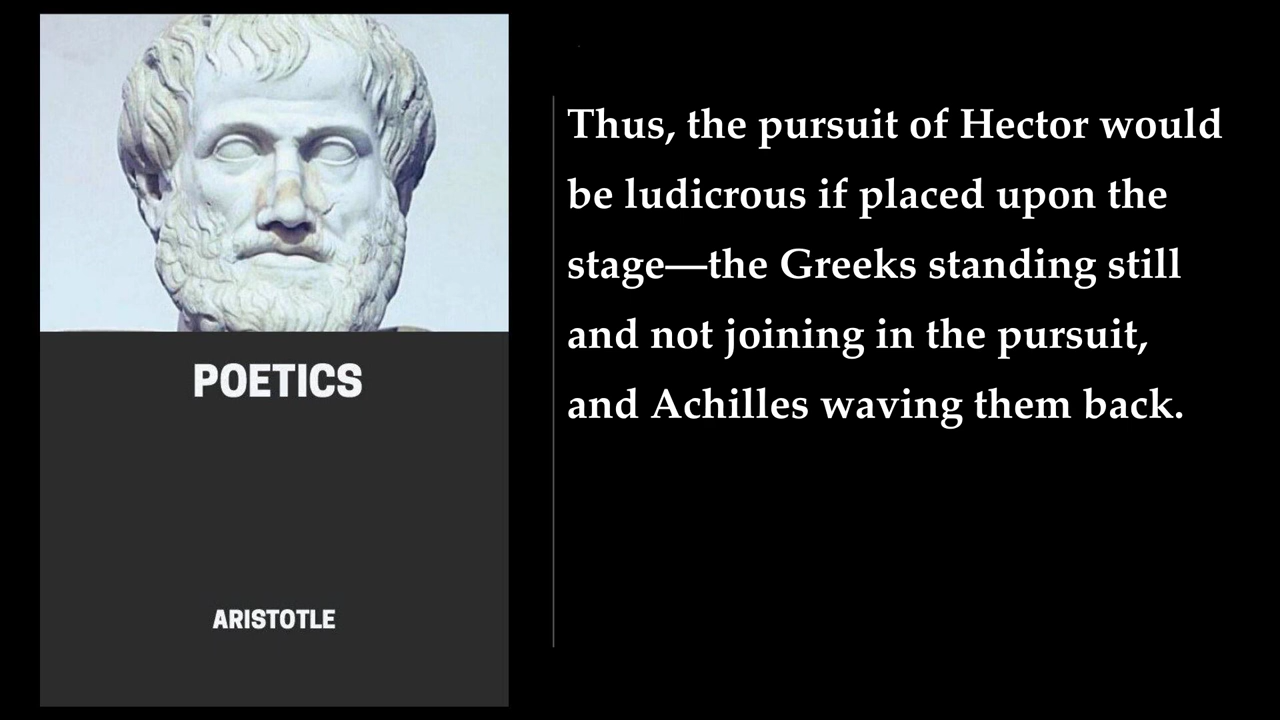 POETICS
ARISTOTLE
Thus, the pursuit of Hector would
be ludicrous if placed upon the
stage—the Greeks standing still
and not joining in the pursuit,
and Achilles waving them back.